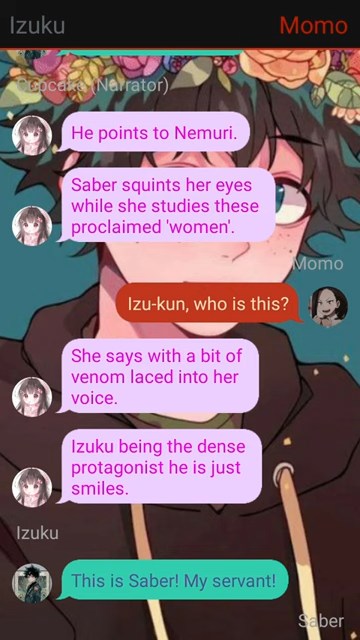 Izuku
Momo
Cupcake (Narrator)
He points to Nemuri.
Saber squints her eyes
while she studies these
proclaimed 'women'.
Momo
Izu-kun, who is this?
She says with a bit of
venom laced into her
voice.
Izuku being the dense
protagonist he is just
smiles.
Izuku
This is Saber! My servant!
Saber